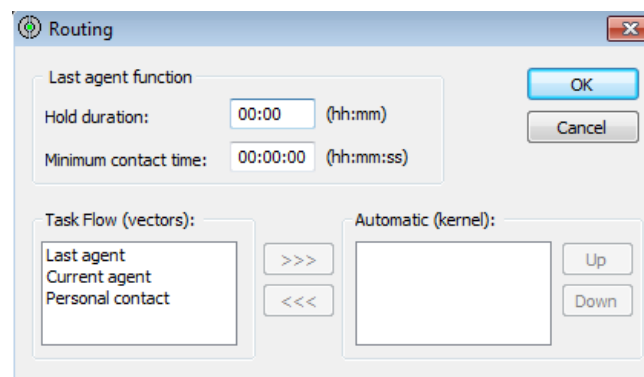 Routing
Last agent function
Hold duration: 00:00 (hh:mm)
Minimum contact time: 00:00:00 (hh:mm:ss)
OK
Cancel
Task Flow (vectors):
Last agent
Current agent
Personal contact
>>>
<<<
Automatic (kernel):
Up
Down